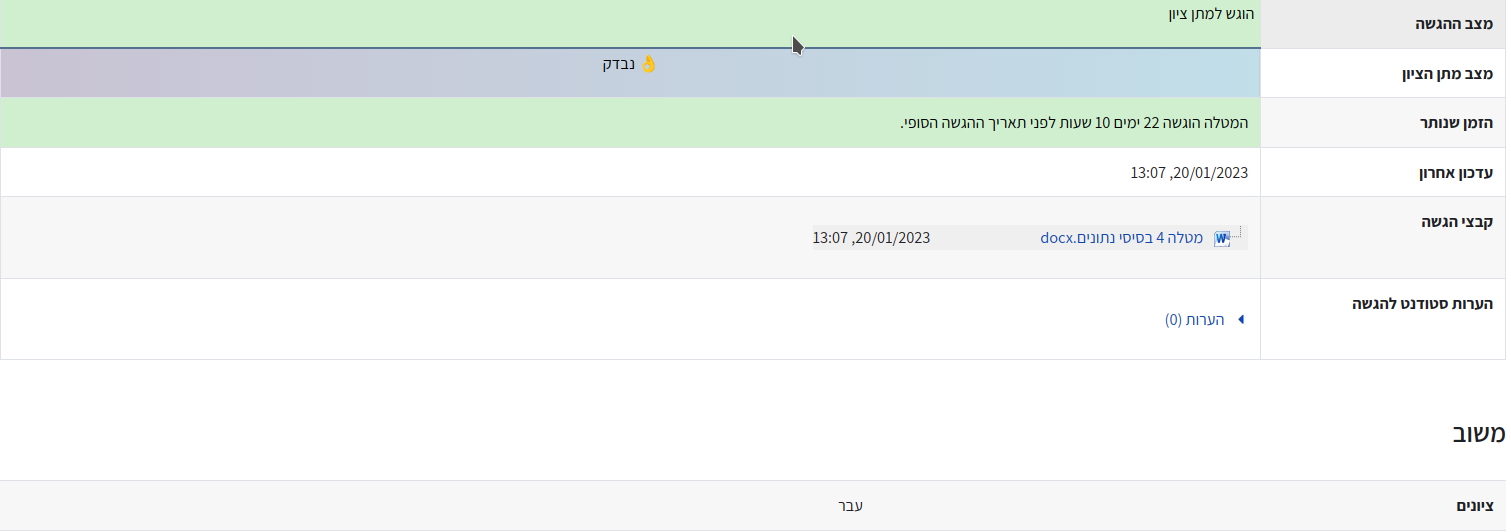 מצב ההגשה הוגש למתן ציון
מצב מתן הציון 👌 נבדק
הזמן שנותר המטלה הוגשה 22 ימים 10 שעות לפני תאריך ההגשה הסופי.
עדכון אחרון 20/01/2023, 13:07
קבצי הגשה מטלה 4 בסיסי נתונים.docx 20/01/2023, 13:07
הערות סטודנט להגשה הערות (0)
משוב
ציונים עבר